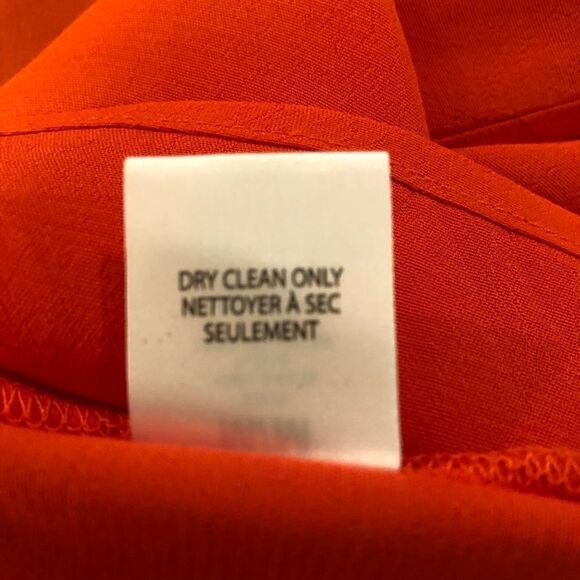 DRY CLEAN ONLY
NETTOYER À SEC
SEULEMENT